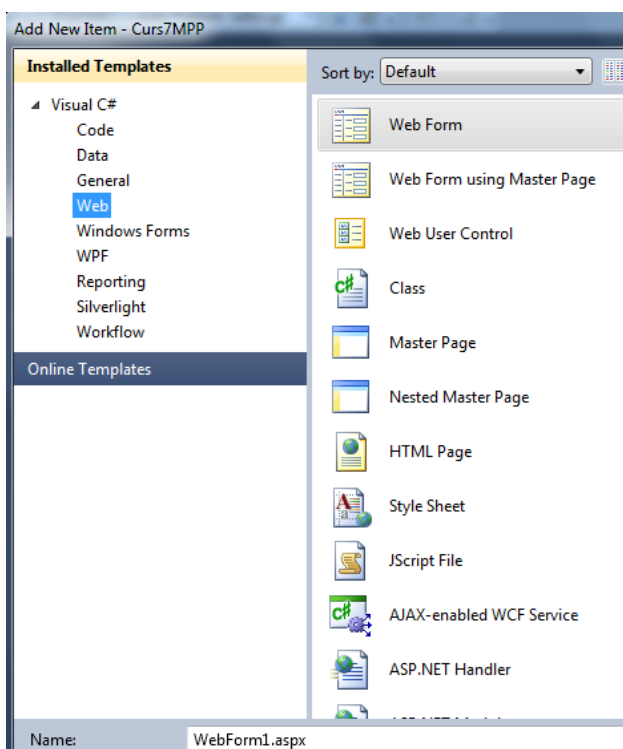 Add New Item - Curs7MPP
Installed Templates
Visual C#
Code
Data
General
Web
Windows Forms
WPF
Reporting
Silverlight
Workflow
Online Templates
Sort by: Default
Web Form
Web Form using Master Page
Web User Control
Class
Master Page
Nested Master Page
HTML Page
Style Sheet
JScript File
AJAX-enabled WCF Service
ASP.NET Handler
Name: WebForm1.aspx